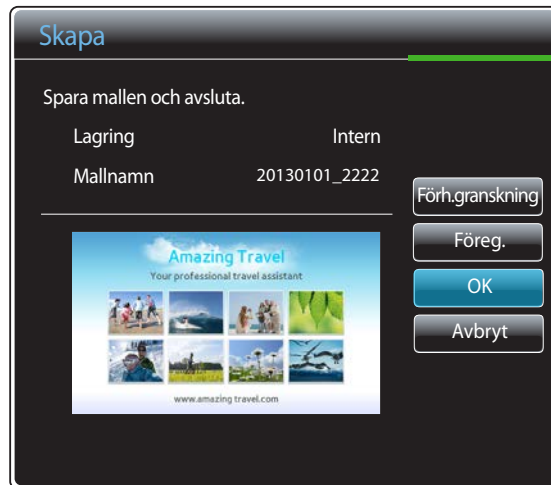 Skapa
Spara mallen och avsluta.
Lagring Intern
Mallnamn 20130101_2222
Förh.granskning
Föreg.
OK
Avbryt
Amazing Travel
Your professional travel assistant
www.amazing travel.com